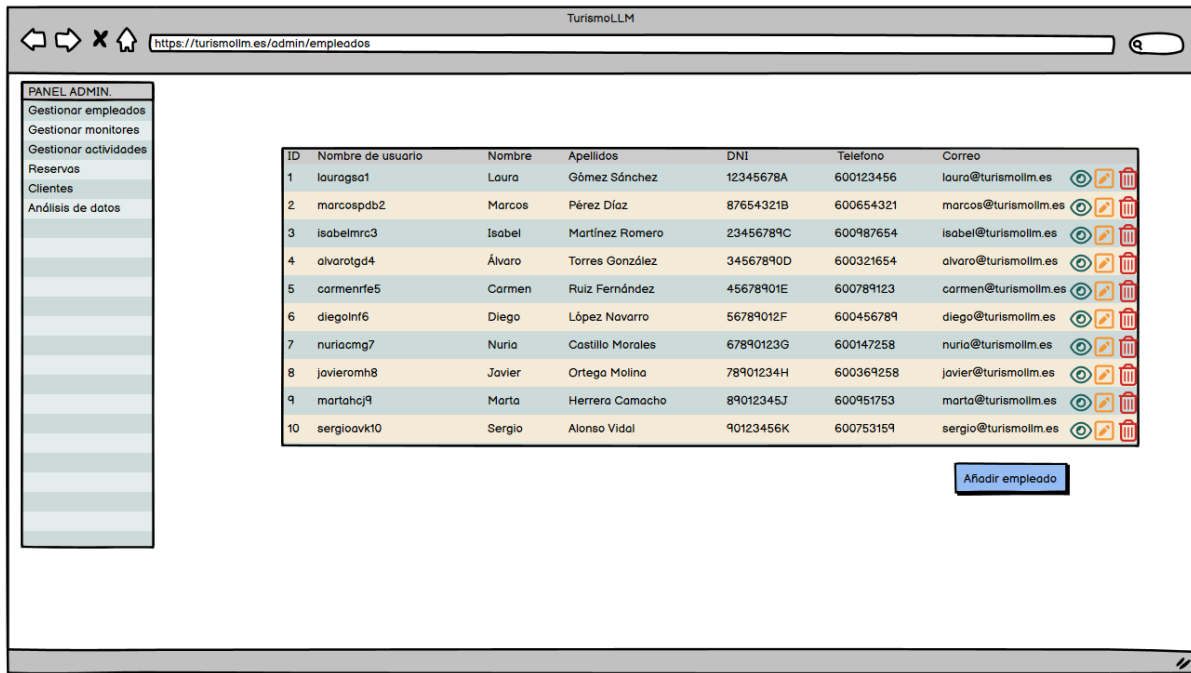 TurismoLLM
https://turismollm.es/admin/empleados
PANEL ADMIN.
Gestionar empleados
Gestionar monitores
Gestionar actividades
Reservas
Clientes
Análisis de datos
ID Nombre de usuario Nombre Apellidos DNI Telefono Correo
1 lauragsa1 Laura Gómez Sánchez 12345678A 600123456 laura@turismollm.es
2 marcospdb2 Marcos Pérez Díaz 87654321B 600654321 marcos@turismollm.es
3 isabelmrc3 Isabel Martínez Romero 23456789C 600987654 isabel@turismollm.es
4 alvarotgd4 Álvaro Torres González 34567890D 600321654 alvaro@turismollm.es
5 carmenrfe5 Carmen Ruiz Fernández 45678901E 600789123 carmen@turismollm.es
6 diegolnf6 Diego López Navarro 56789012F 600456789 diego@turismollm.es
7 nuriacmg7 Nuria Castillo Morales 67890123G 600147258 nuria@turismollm.es
8 javieromh8 Javier Ortega Molina 78901234H 600369258 javier@turismollm.es
9 martahcj9 Marta Herrera Camacho 89012345J 600951753 marta@turismollm.es
10 sergioavk10 Sergio Alonso Vidal 90123456K 600753159 sergio@turismollm.es
Añadir empleado